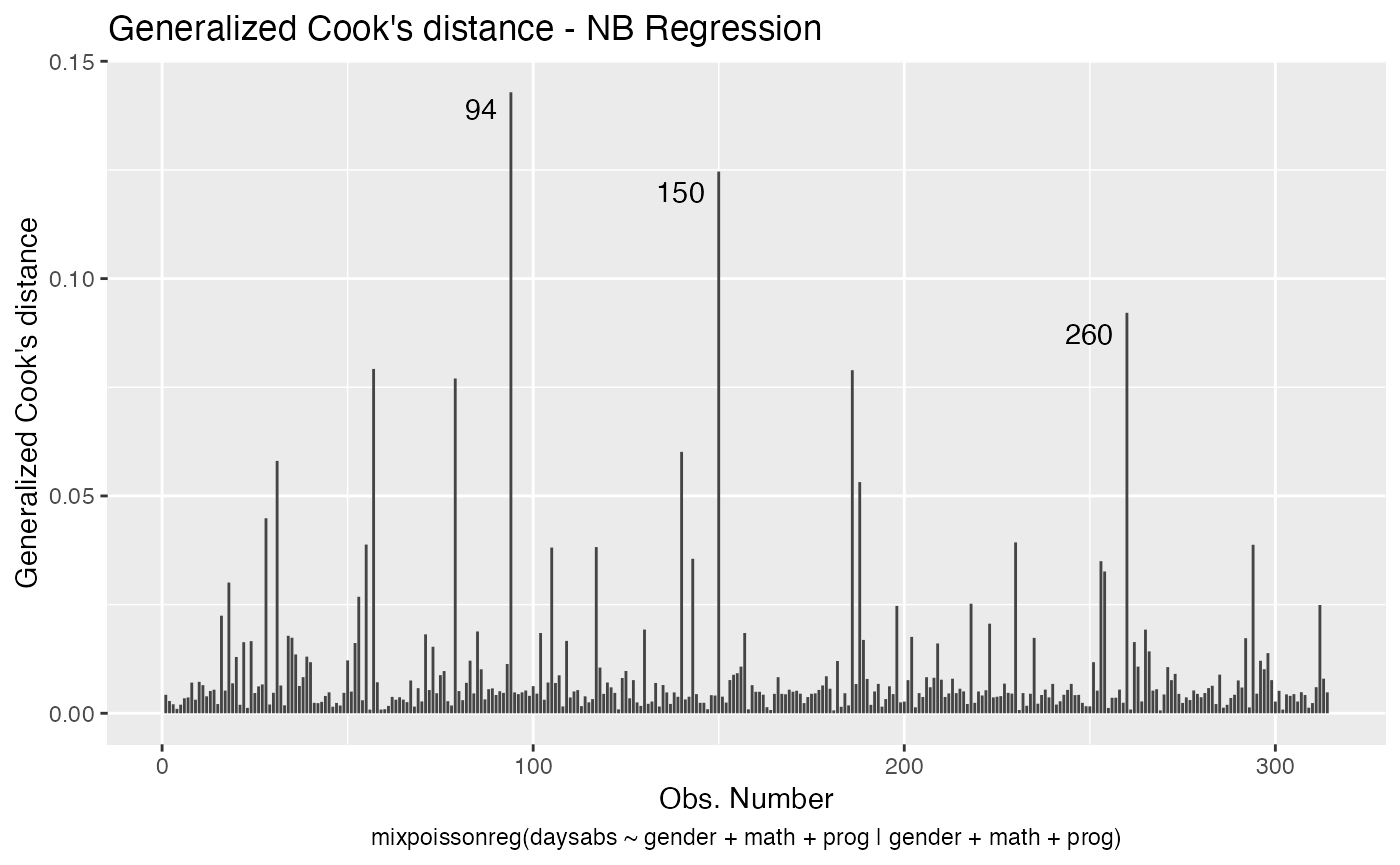 Generalized Cook's distance - NB Regression
0.15
94
150
0.10
260
Generalized Cook's distance
0.05
0.00
0 100 200 300
Obs. Number
mixpoissonreg(daysabs ~ gender + math + prog | gender + math + prog)